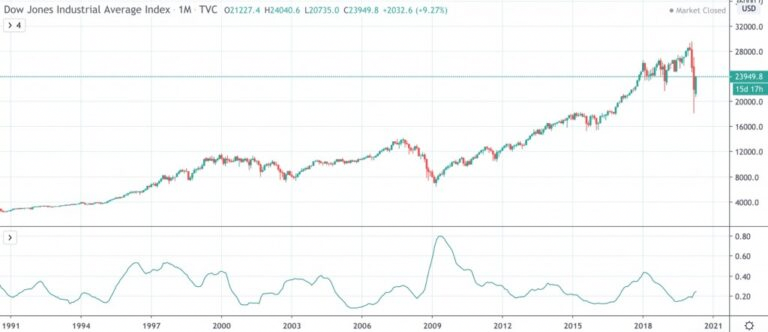 Dow Jones Industrial Average Index · 1M · TVC O21227.4 H24040.6 L20735.0 C23949.8 +2032.6 (+9.27%)
Market Closed
USD
> 4
28000.0
23949.8
15d 17h
20000.0
16000.0
12000.0
8000.0
4000.0
>
0.80
0.60
0.40
0.20
1991 1994 1997 2000 2003 2006 2009 2012 2015 2018 2021